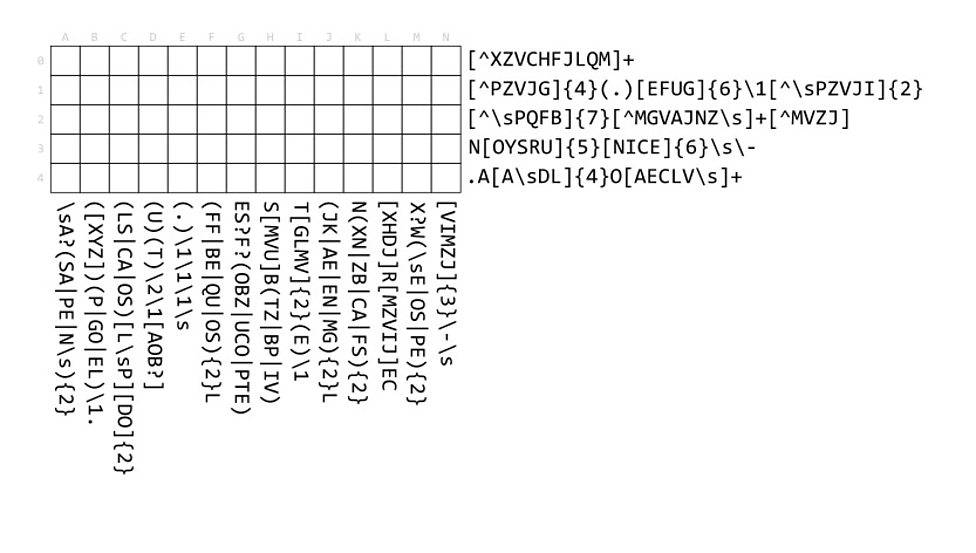 A B C D E F G H I J K L M N
0 [^XZVCHFJLQM]+
1 [^PZVJG]{4}(.)[EFUG]{6}\1[^\sPZVJI]{2}
2 [^\sPQFB]{7}[^MGVAJNZ\s]+[^MVZJ]
3 N[OYSRU]{5}[NICE]{6}\s\-
4 .A[A\sDL]{4}O[AECLV\s]+
\sA?(SA|PE|N\s){2}
([XYZ])(P|GO|EL)\1.
(LS|CA|OS)[L\sP][DO]{2}
(U)(T)\2\1[AOB?]
(.)\1\1\1\s
(FF|BE|QU|OS){2}L
ES?F?(OBZ|UCO|PTE)
S[MVU]B(TZ|BP|IV)
T[GLMV]{2}(E)\1
(JK|AE|EN|MG){2}L
N(XN|ZB|CA|FS){2}
[XHDJ]R[MZVIJ]EC
X?W(\sE|OS|PE){2}
[VIMZJ]{3}\-\s